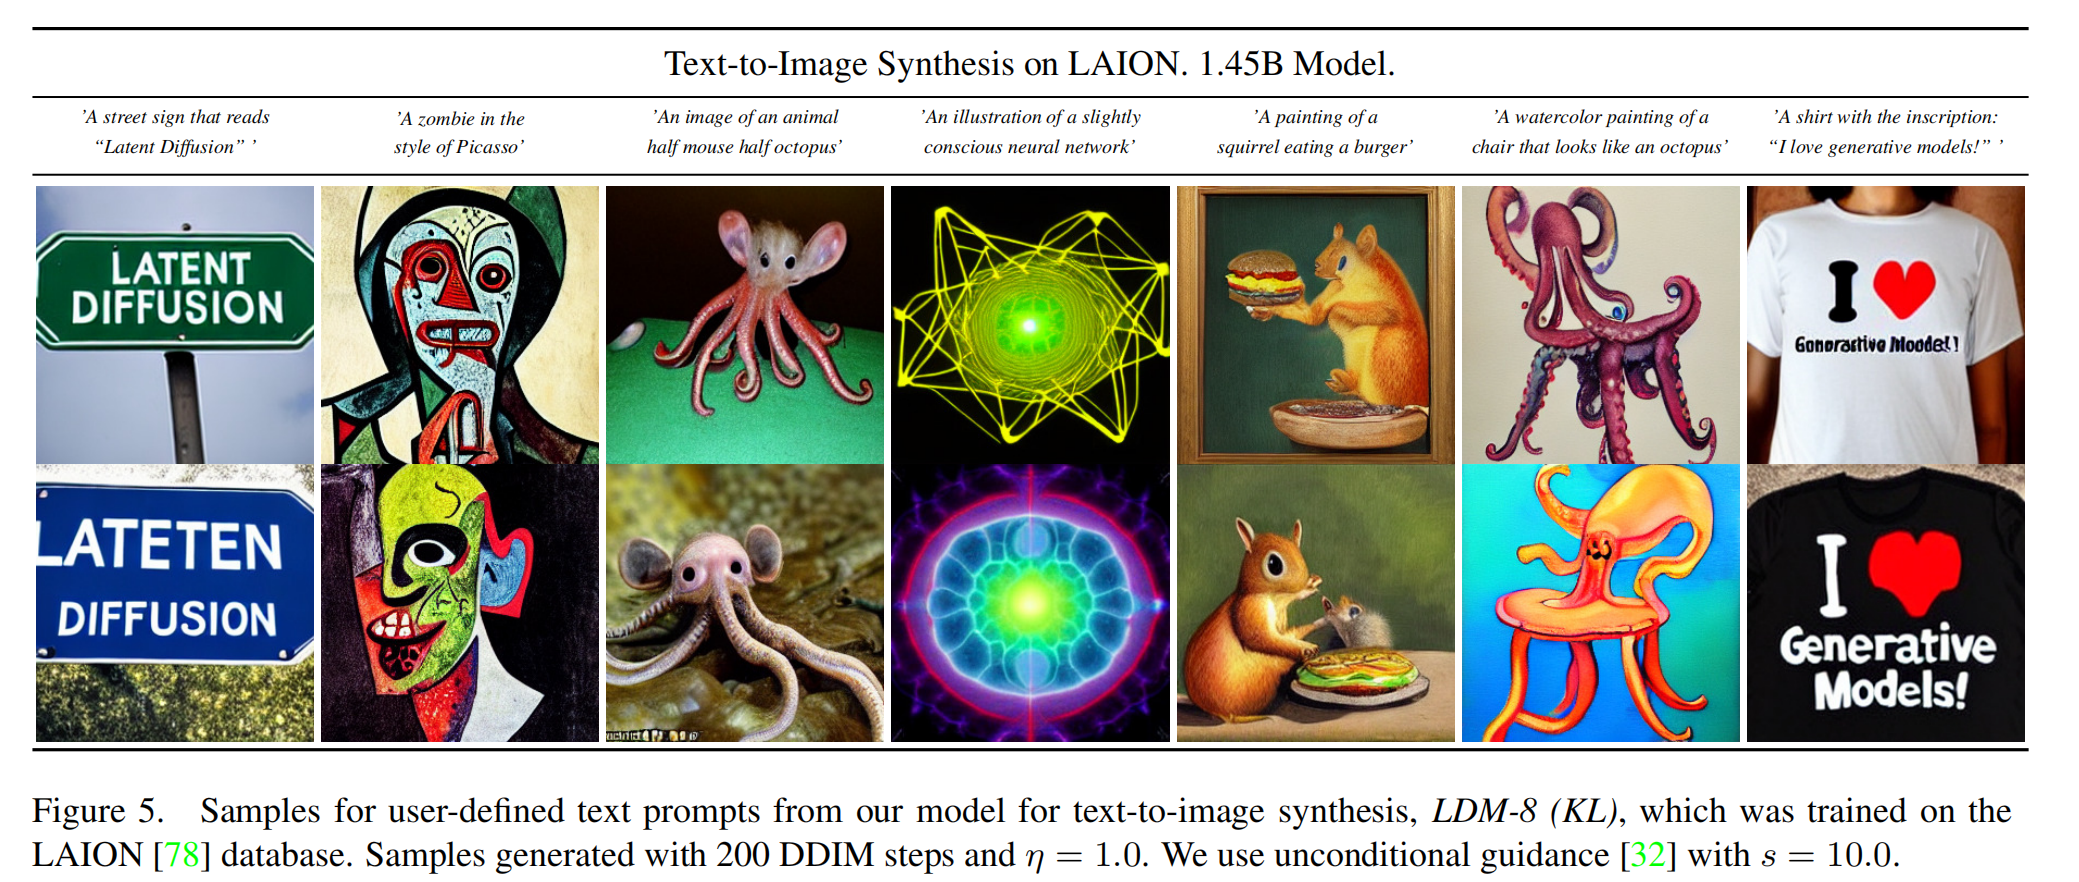 Text-to-Image Synthesis on LAION. 1.45B Model.
’A street sign that reads
“Latent Diffusion” ’
’A zombie in the
style of Picasso’
’An image of an animal
half mouse half octopus’
’An illustration of a slightly
conscious neural network’
’A painting of a
squirrel eating a burger’
’A watercolor painting of a
chair that looks like an octopus’
’A shirt with the inscription:
“I love generative models!” ’
LATENT
DIFFUSION
I
LATETEN
DIFFUSION
I
Generative
Models!
Figure 5. Samples for user-defined text prompts from our model for text-to-image synthesis, LDM-8 (KL), which was trained on the
LAION [78] database. Samples generated with 200 DDIM steps and η = 1.0. We use unconditional guidance [32] with s = 10.0.